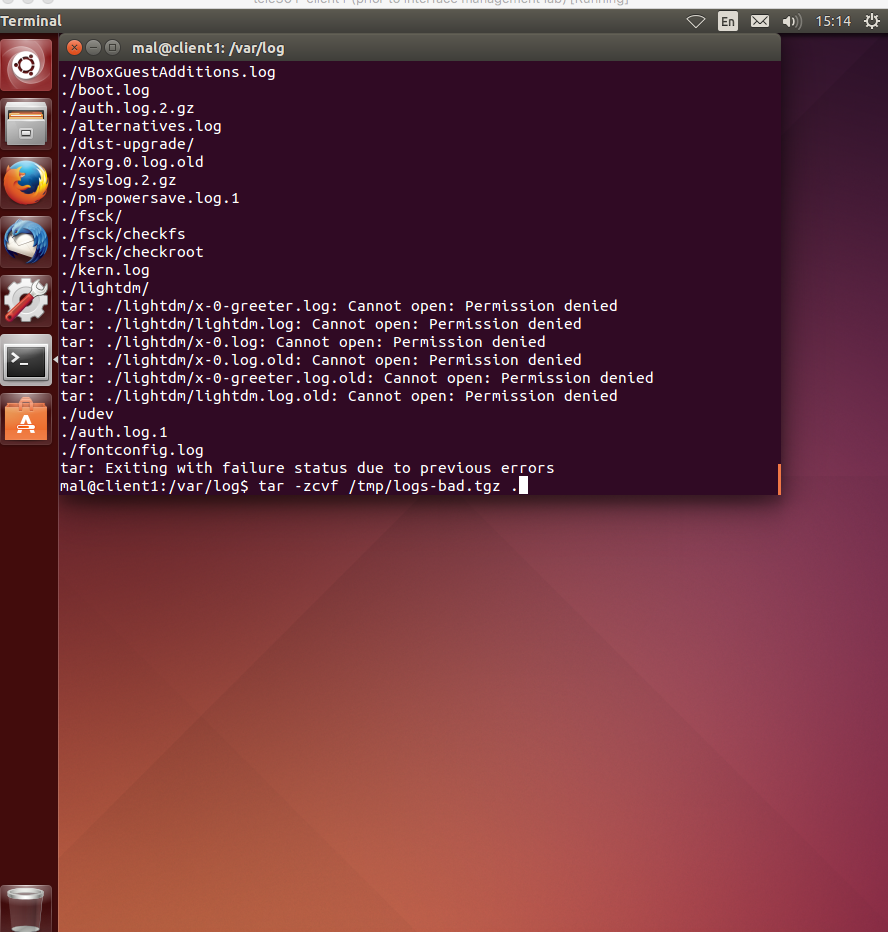 Terminal
En
15:14
mal@client1: /var/log
./VBoxGuestAdditions.log
./boot.log
./auth.log.2.gz
./alternatives.log
./dist-upgrade/
./Xorg.0.log.old
./syslog.2.gz
./pm-powersave.log.1
./fsck/
./fsck/checkfs
./fsck/checkroot
./kern.log
./lightdm/
tar: ./lightdm/x-0-greeter.log: Cannot open: Permission denied
tar: ./lightdm/lightdm.log: Cannot open: Permission denied
tar: ./lightdm/x-0.log: Cannot open: Permission denied
tar: ./lightdm/x-0.log.old: Cannot open: Permission denied
tar: ./lightdm/x-0-greeter.log.old: Cannot open: Permission denied
tar: ./lightdm/lightdm.log.old: Cannot open: Permission denied
./udev
./auth.log.1
./fontconfig.log
tar: Exiting with failure status due to previous errors
mal@client1:/var/log$ tar -zcvf /tmp/logs-bad.tgz .